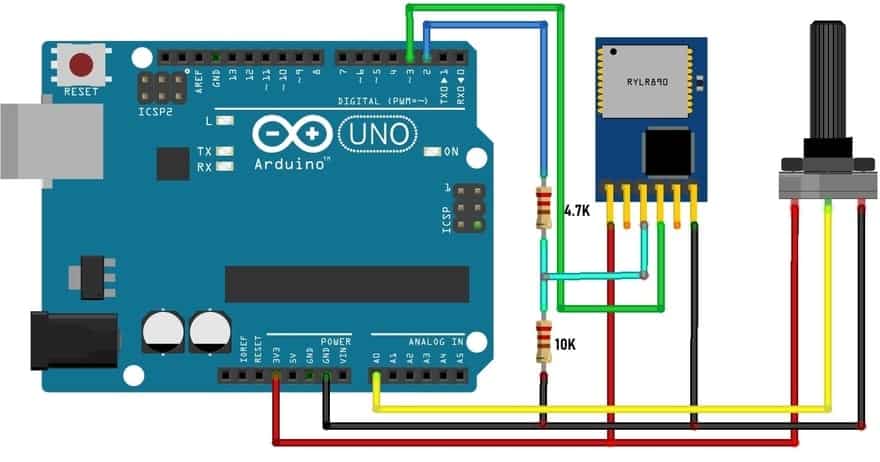 RESET
ICSP2
AREF
GND
13
12
~11
~10
~9
8
7
~6
~5
4
~3
2
TX0▶1
RX0◀0
DIGITAL (PWM=~)
L
TX
RX
UNO
Arduino™
ON
1
ICSP
RYLR890
4.7K
10K
POWER
ANALOG IN
IOREF
RESET
3V3
5V
GND
GND
VIN
A0
A1
A2
A3
A4
A5